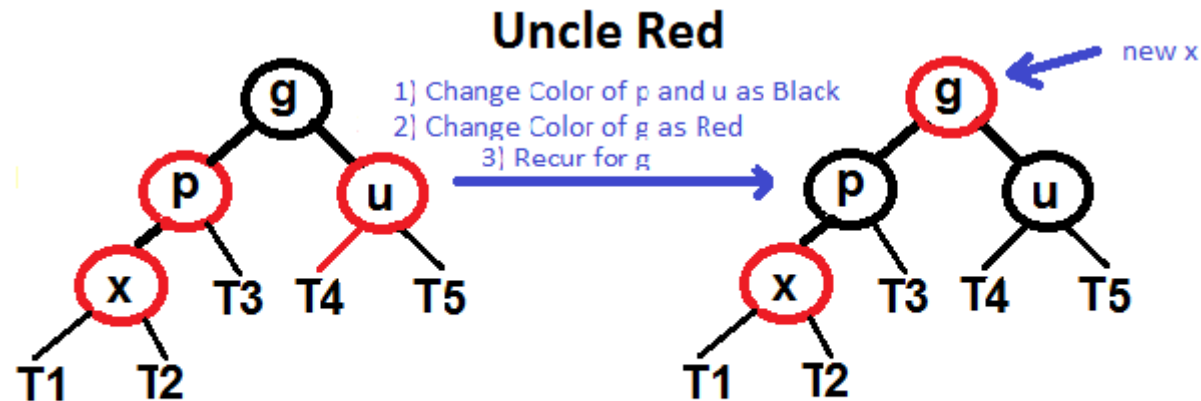 Uncle Red
new x
1) Change Color of p and u as Black
2) Change Color of g as Red
3) Recur for g
g
p
u
x
T3
T4
T5
T1
T2
g
p
u
x
T3
T4
T5
T1
T2